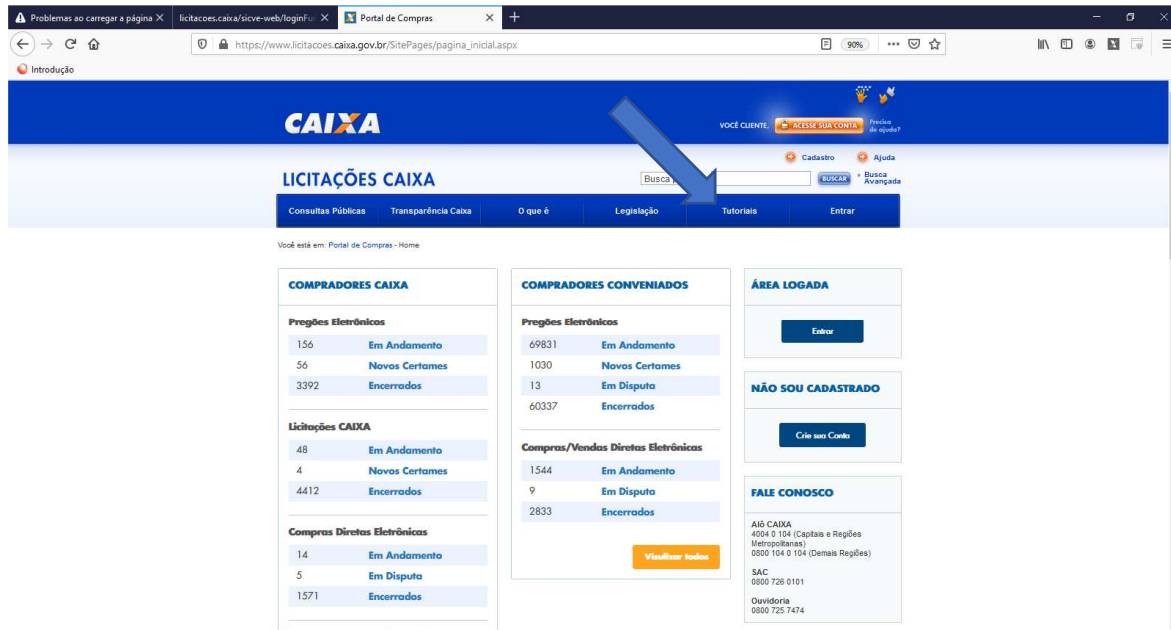 Problemas ao carregar a página
licitacoes.caixa/sicve-web/loginFur
Portal de Compras
https://www.licitacoes.caixa.gov.br/SitePages/pagina_inicial.aspx
90%
Introdução
CAIXA
VOCÊ CLIENTE,
ACESSE SUA CONTA
Precisa de ajuda?
Cadastro
Ajuda
LICITAÇÕES CAIXA
Busca
BUSCAR
Busca Avançada
Consultas Públicas
Transparência Caixa
O que é
Legislação
Tutoriais
Entrar
Você está em: Portal de Compras - Home
COMPRADORES CAIXA
Pregões Eletrônicos
156 Em Andamento
56 Novos Certames
3392 Encerrados
Licitações CAIXA
48 Em Andamento
4 Novos Certames
4412 Encerrados
Compras Diretas Eletrônicas
14 Em Andamento
5 Em Disputa
1571 Encerrados
COMPRADORES CONVENIADOS
Pregões Eletrônicos
69831 Em Andamento
1030 Novos Certames
13 Em Disputa
60337 Encerrados
Compras/Vendas Diretas Eletrônicas
1544 Em Andamento
9 Em Disputa
2833 Encerrados
Visualizar todos
ÁREA LOGADA
Entrar
NÃO SOU CADASTRADO
Crie sua Conta
FALE CONOSCO
Alô CAIXA
4004 0 104 (Capitais e Regiões
Metropolitanas)
0800 104 0 104 (Demais Regiões)
SAC
0800 726 0101
Ouvidoria
0800 725 7474